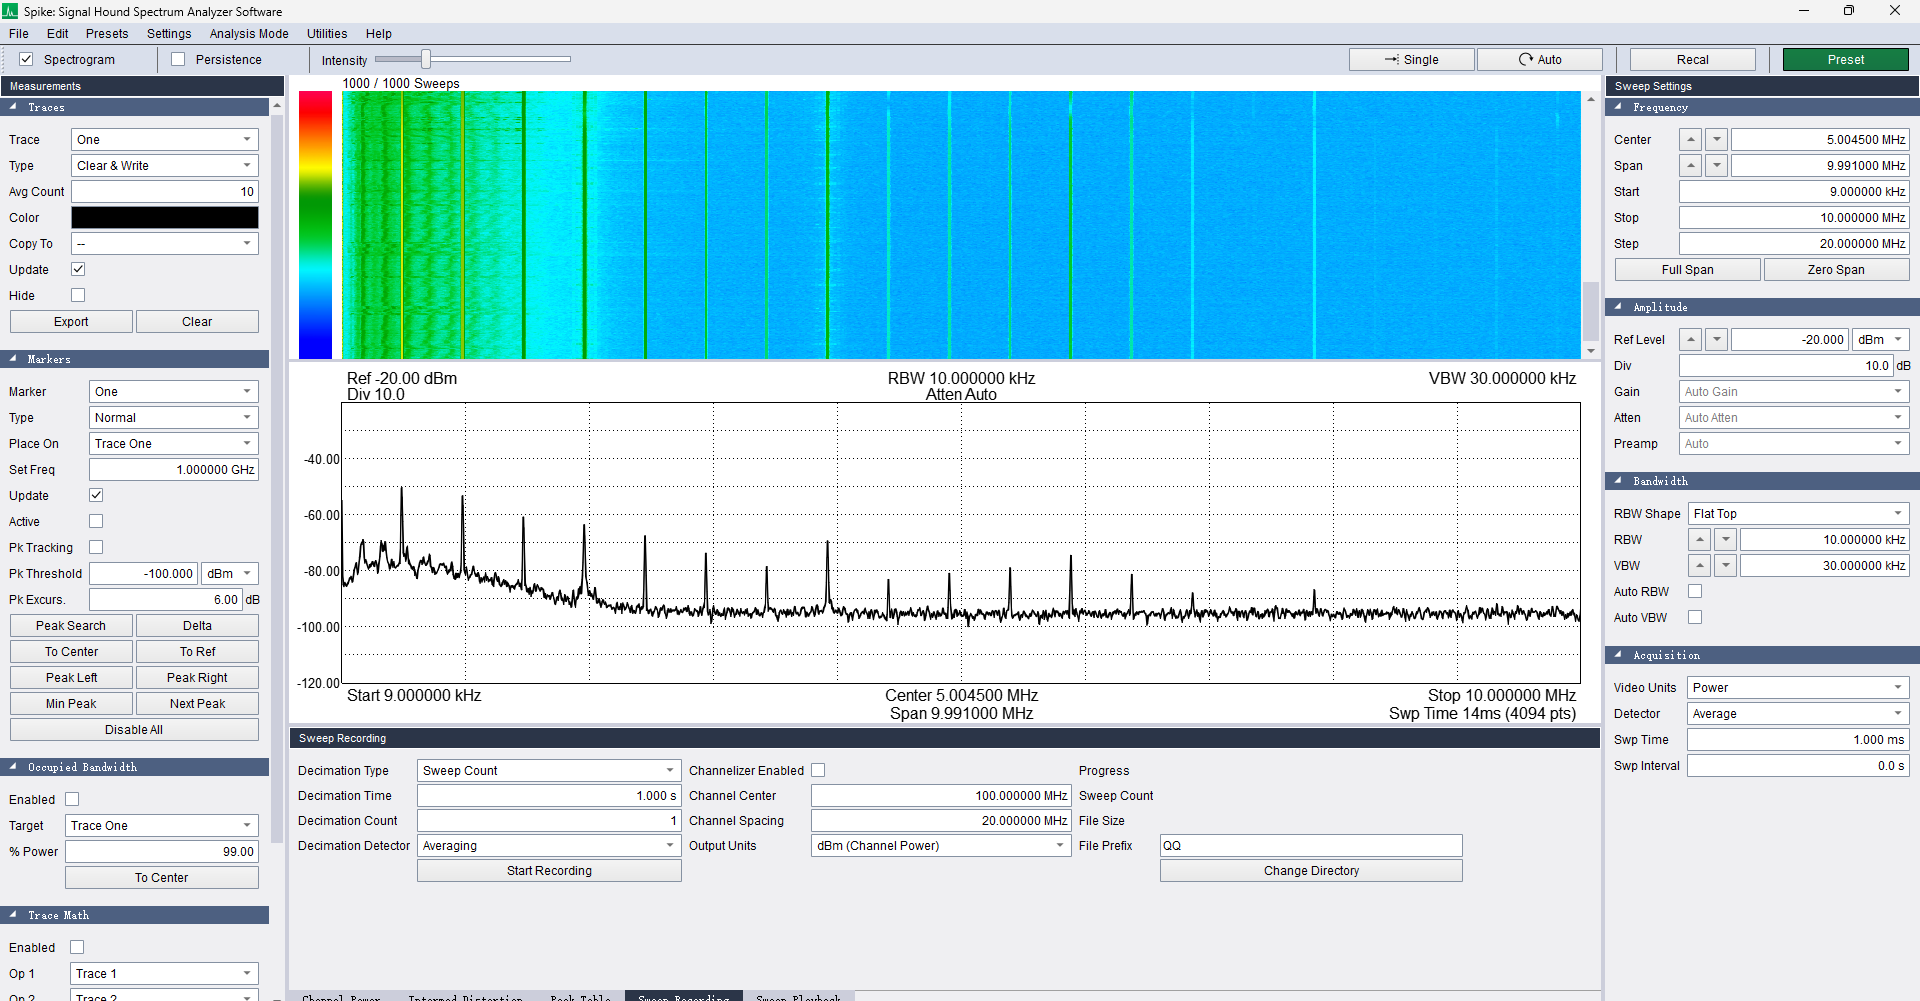 Spike: Signal Hound Spectrum Analyzer Software
File Edit Presets Settings Analysis Mode Utilities Help
Spectrogram Persistence Intensity Single Auto Recal Preset
Measurements
Traces
Trace One
Type Clear & Write
Avg Count 10
Color
Copy To --
Update
Hide
Export Clear
Markers
Marker One
Type Normal
Place On Trace One
Set Freq 1.000000 GHz
Update
Active
Pk Tracking
Pk Threshold -100.000 dBm
Pk Excurs. 6.00 dB
Peak Search Delta
To Center To Ref
Peak Left Peak Right
Min Peak Next Peak
Disable All
Occupied Bandwidth
Enabled
Target Trace One
% Power 99.00
To Center
Trace Math
Enabled
Op 1 Trace 1
Op 2 Trace 2
1000 / 1000 Sweeps
Ref -20.00 dBm RBW 10.000000 kHz VBW 30.000000 kHz
Div 10.0 Atten Auto
-40.00
-60.00
-80.00
-100.00
-120.00
Start 9.000000 kHz Center 5.004500 MHz Stop 10.000000 MHz
Span 9.991000 MHz Swp Time 14ms (4094 pts)
Sweep Recording
Decimation Type Sweep Count Channelizer Enabled Progress
Decimation Time 1.000 s Channel Center 100.000000 MHz Sweep Count
Decimation Count 1 Channel Spacing 20.000000 MHz File Size
Decimation Detector Averaging Output Units dBm (Channel Power) File Prefix QQ
Start Recording Change Directory
Channel Power Intermod Distortion Peak Table Sweep Recording Sweep Playback
Sweep Settings
Frequency
Center 5.004500 MHz
Span 9.991000 MHz
Start 9.000000 kHz
Stop 10.000000 MHz
Step 20.000000 MHz
Full Span Zero Span
Amplitude
Ref Level -20.000 dBm
Div 10.0 dB
Gain Auto Gain
Atten Auto Atten
Preamp Auto
Bandwidth
RBW Shape Flat Top
RBW 10.000000 kHz
VBW 30.000000 kHz
Auto RBW
Auto VBW
Acquisition
Video Units Power
Detector Average
Swp Time 1.000 ms
Swp Interval 0.0 s